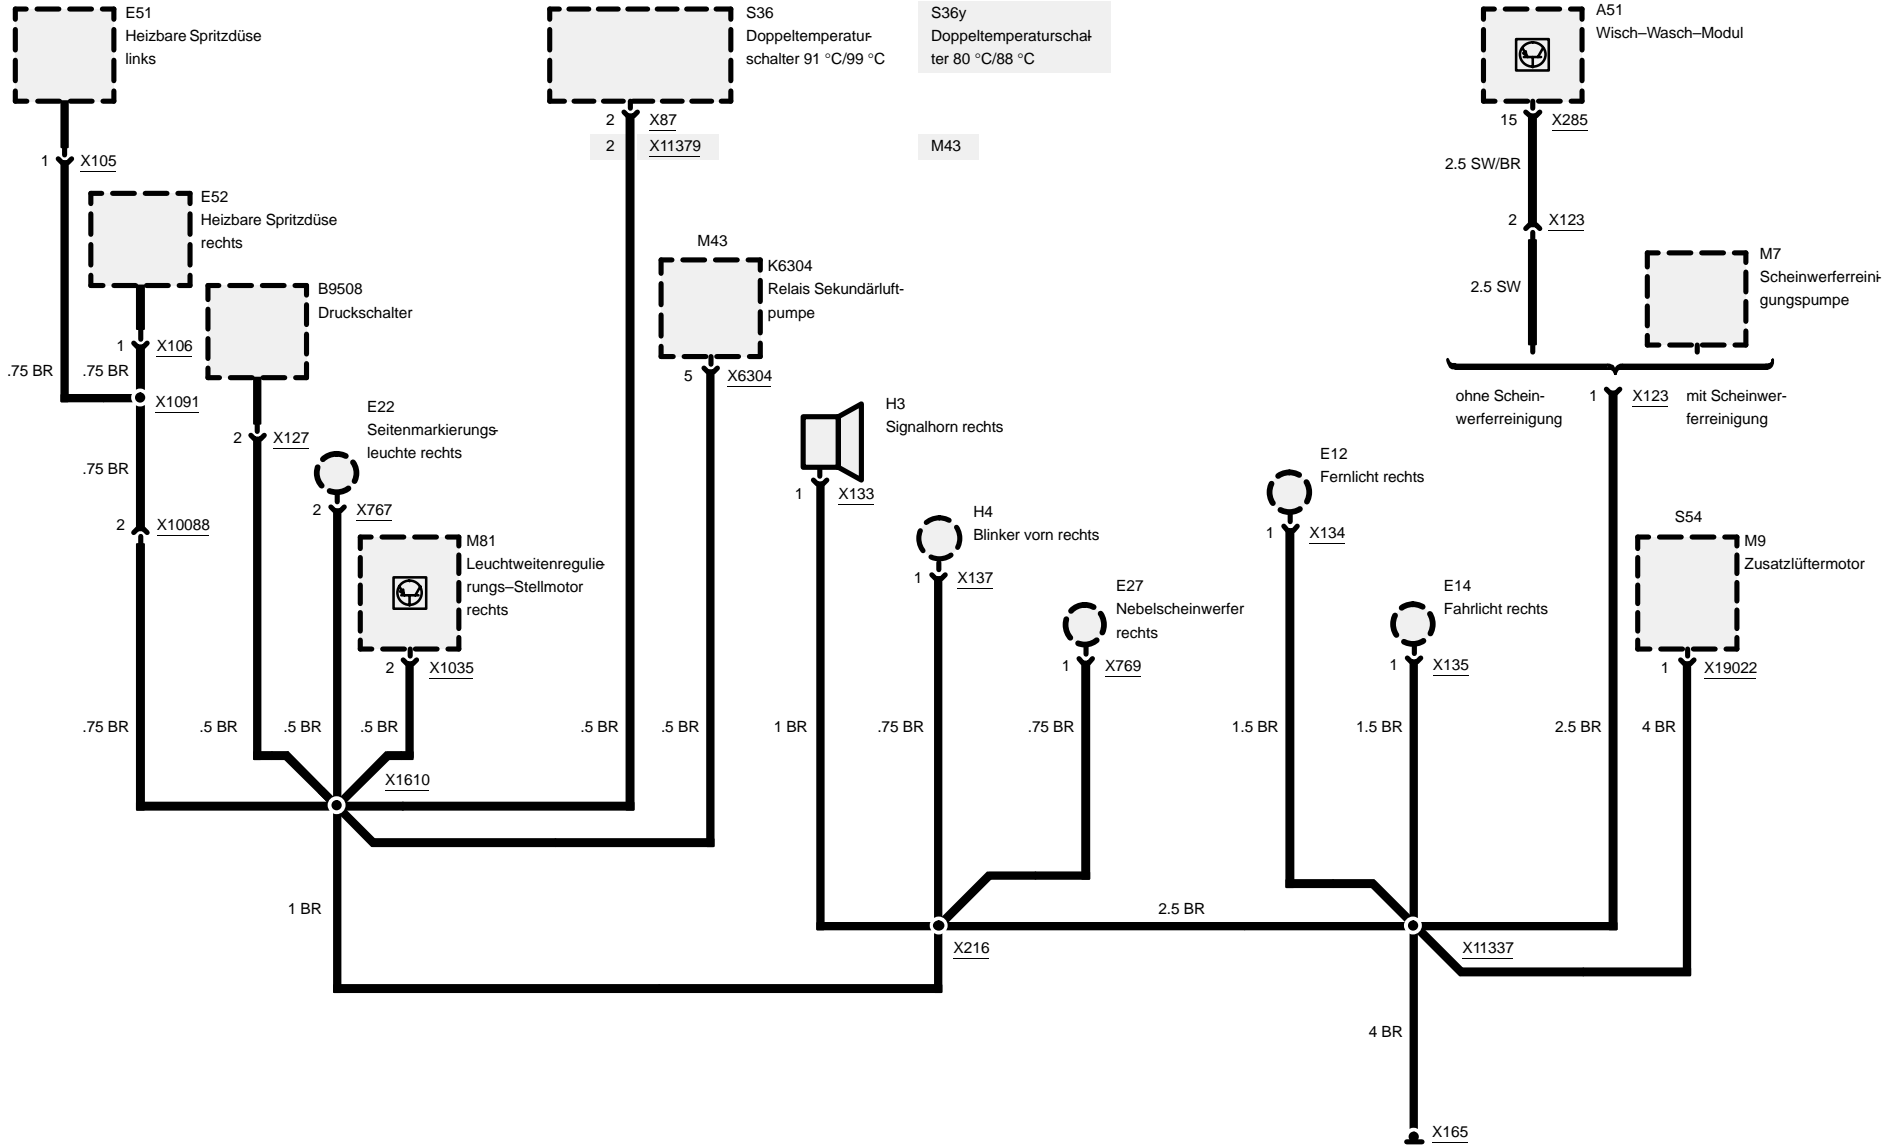 E51
Heizbare Spritzdüse
links
S36
Doppeltemperatur-
schalter 91 °C/99 °C
S36y
Doppeltemperaturschal-
ter 80 °C/88 °C
A51
Wisch–Wasch–Modul
2 X87
15 X285
2 X11379
M43
1 X105
2.5 SW/BR
E52
Heizbare Spritzdüse
rechts
2 X123
M43
K6304
Relais Sekundärluft-
pumpe
M7
Scheinwerferreini-
gungspumpe
B9508
Druckschalter
2.5 SW
1 X106
.75 BR .75 BR
5 X6304
X1091
ohne Schein-
werferreinigung
1 X123
mit Scheinwer-
ferreinigung
E22
Seitenmarkierungs-
leuchte rechts
H3
Signalhorn rechts
2 X127
E12
Fernlicht rechts
.75 BR
1 X133
2 X767
H4
Blinker vorn rechts
2 X10088
1 X134
S54
M81
Leuchtweitenregulie-
rungs–Stellmotor
rechts
M9
Zusatzlüftermotor
1 X137
E27
Nebelscheinwerfer
rechts
E14
Fahrlicht rechts
2 X1035
1 X769
1 X135
1 X19022
.75 BR .5 BR .5 BR .5 BR .5 BR .5 BR 1 BR .75 BR .75 BR 1.5 BR 1.5 BR 2.5 BR 4 BR
X1610
1 BR
2.5 BR
X216
X11337
4 BR
X165